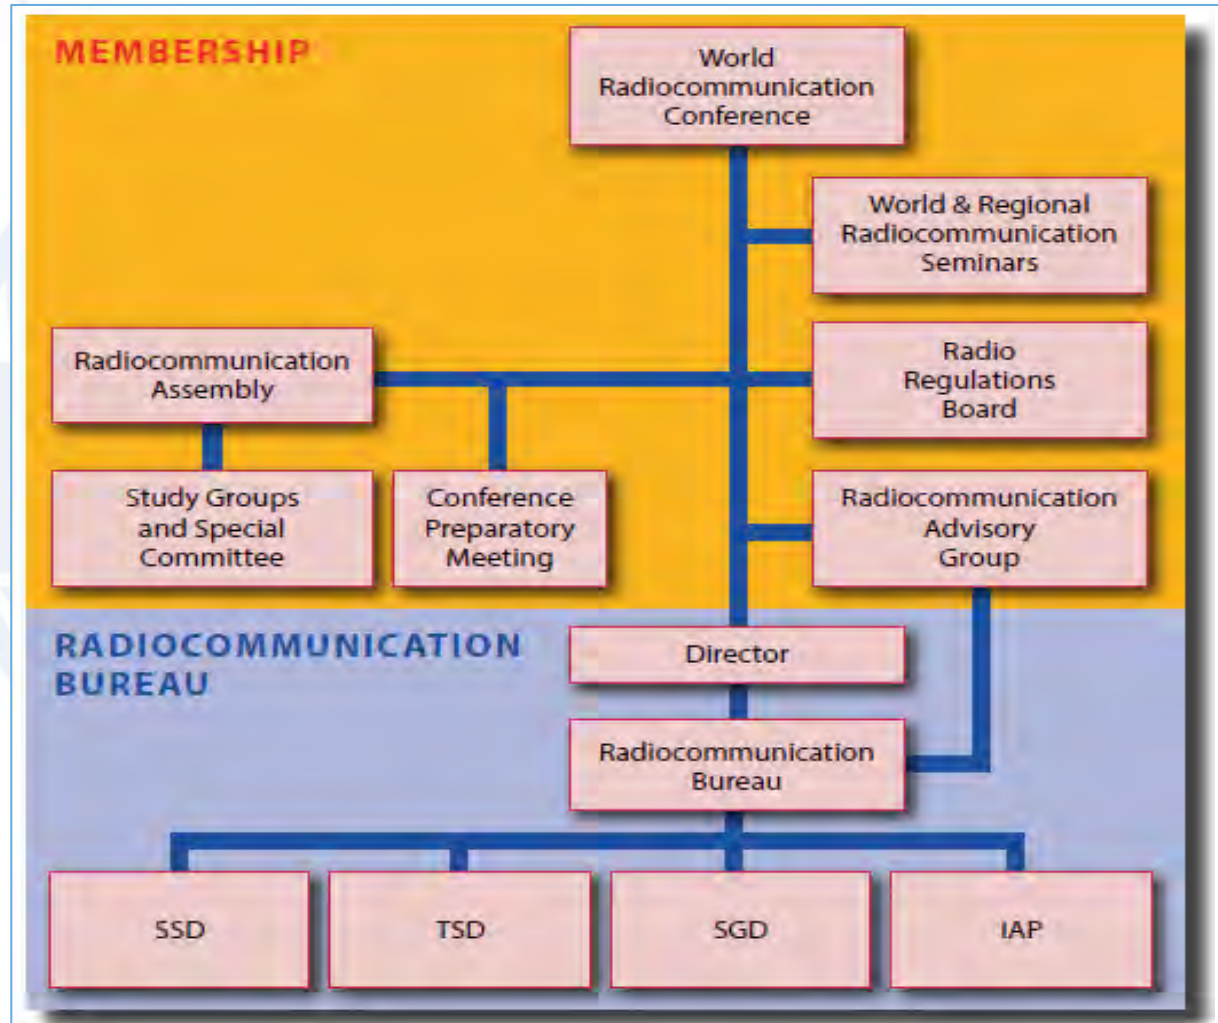 MEMBERSHIP
World
Radiocommunication
Conference
World & Regional
Radiocommunication
Seminars
Radiocommunication
Assembly
Radio
Regulations
Board
Study Groups
and Special
Committee
Conference
Preparatory
Meeting
Radiocommunication
Advisory
Group
RADIOCOMMUNICATION
BUREAU
Director
Radiocommunication
Bureau
SSD
TSD
SGD
IAP